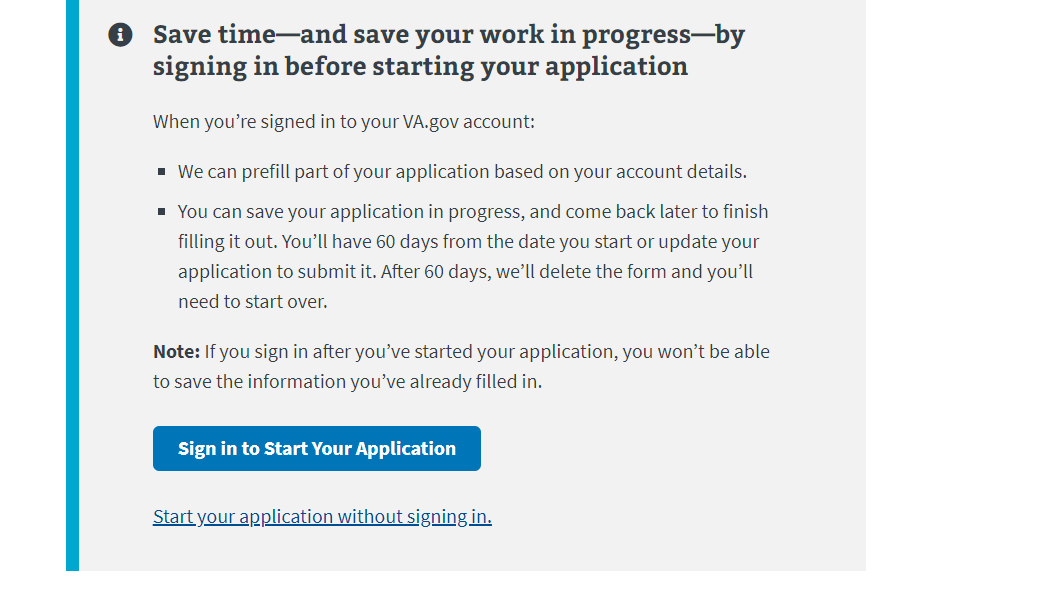 Save time—and save your work in progress—by
signing in before starting your application
When you’re signed in to your VA.gov account:
We can prefill part of your application based on your account details.
You can save your application in progress, and come back later to finish
filling it out. You’ll have 60 days from the date you start or update your
application to submit it. After 60 days, we’ll delete the form and you’ll
need to start over.
Note: If you sign in after you’ve started your application, you won’t be able
to save the information you’ve already filled in.
Sign in to Start Your Application
Start your application without signing in.